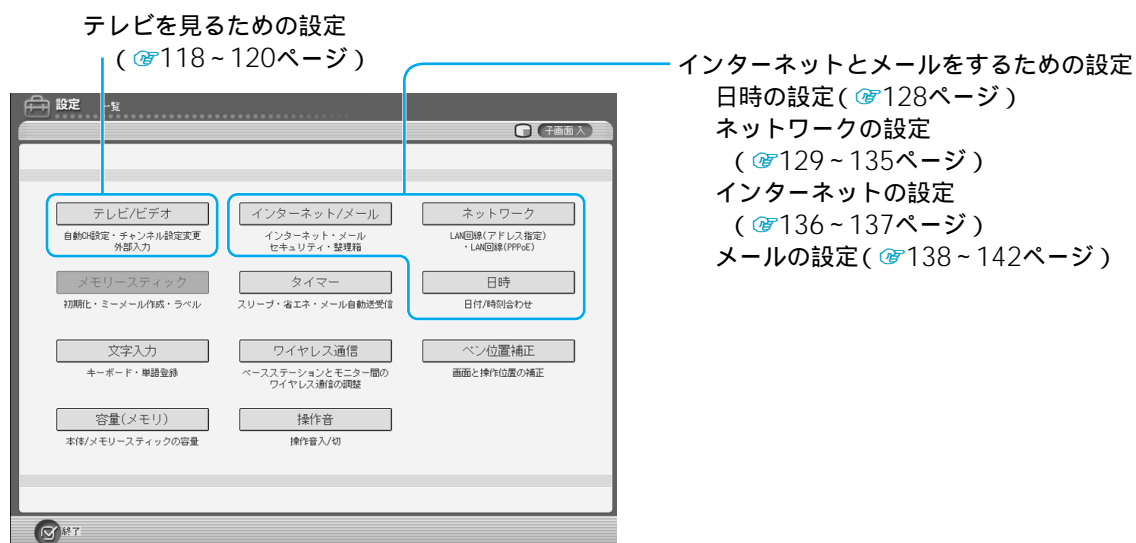 テレビを見るための設定
(☞118~120ページ)
インターネットとメールをするための設定
日時の設定(☞128ページ)
ネットワークの設定
(☞129~135ページ)
インターネットの設定
(☞136~137ページ)
メールの設定(☞138~142ページ)
設定 一覧
子画面 入
テレビ/ビデオ
自動CH設定・チャンネル設定変更
外部入力
インターネット/メール
インターネット・メール
セキュリティ・整理箱
ネットワーク
LAN回線(アドレス指定)
・LAN回線(PPPoE)
メモリースティック
初期化・ミーメール作成・ラベル
タイマー
スリープ・省エネ・メール自動送受信
日時
日付/時刻合わせ
文字入力
キーボード・単語登録
ワイヤレス通信
ベースステーションとモニター間の
ワイヤレス通信の調整
ペン位置補正
画面と操作位置の補正
容量(メモリ)
本体/メモリースティックの容量
操作音
操作音入/切
終了